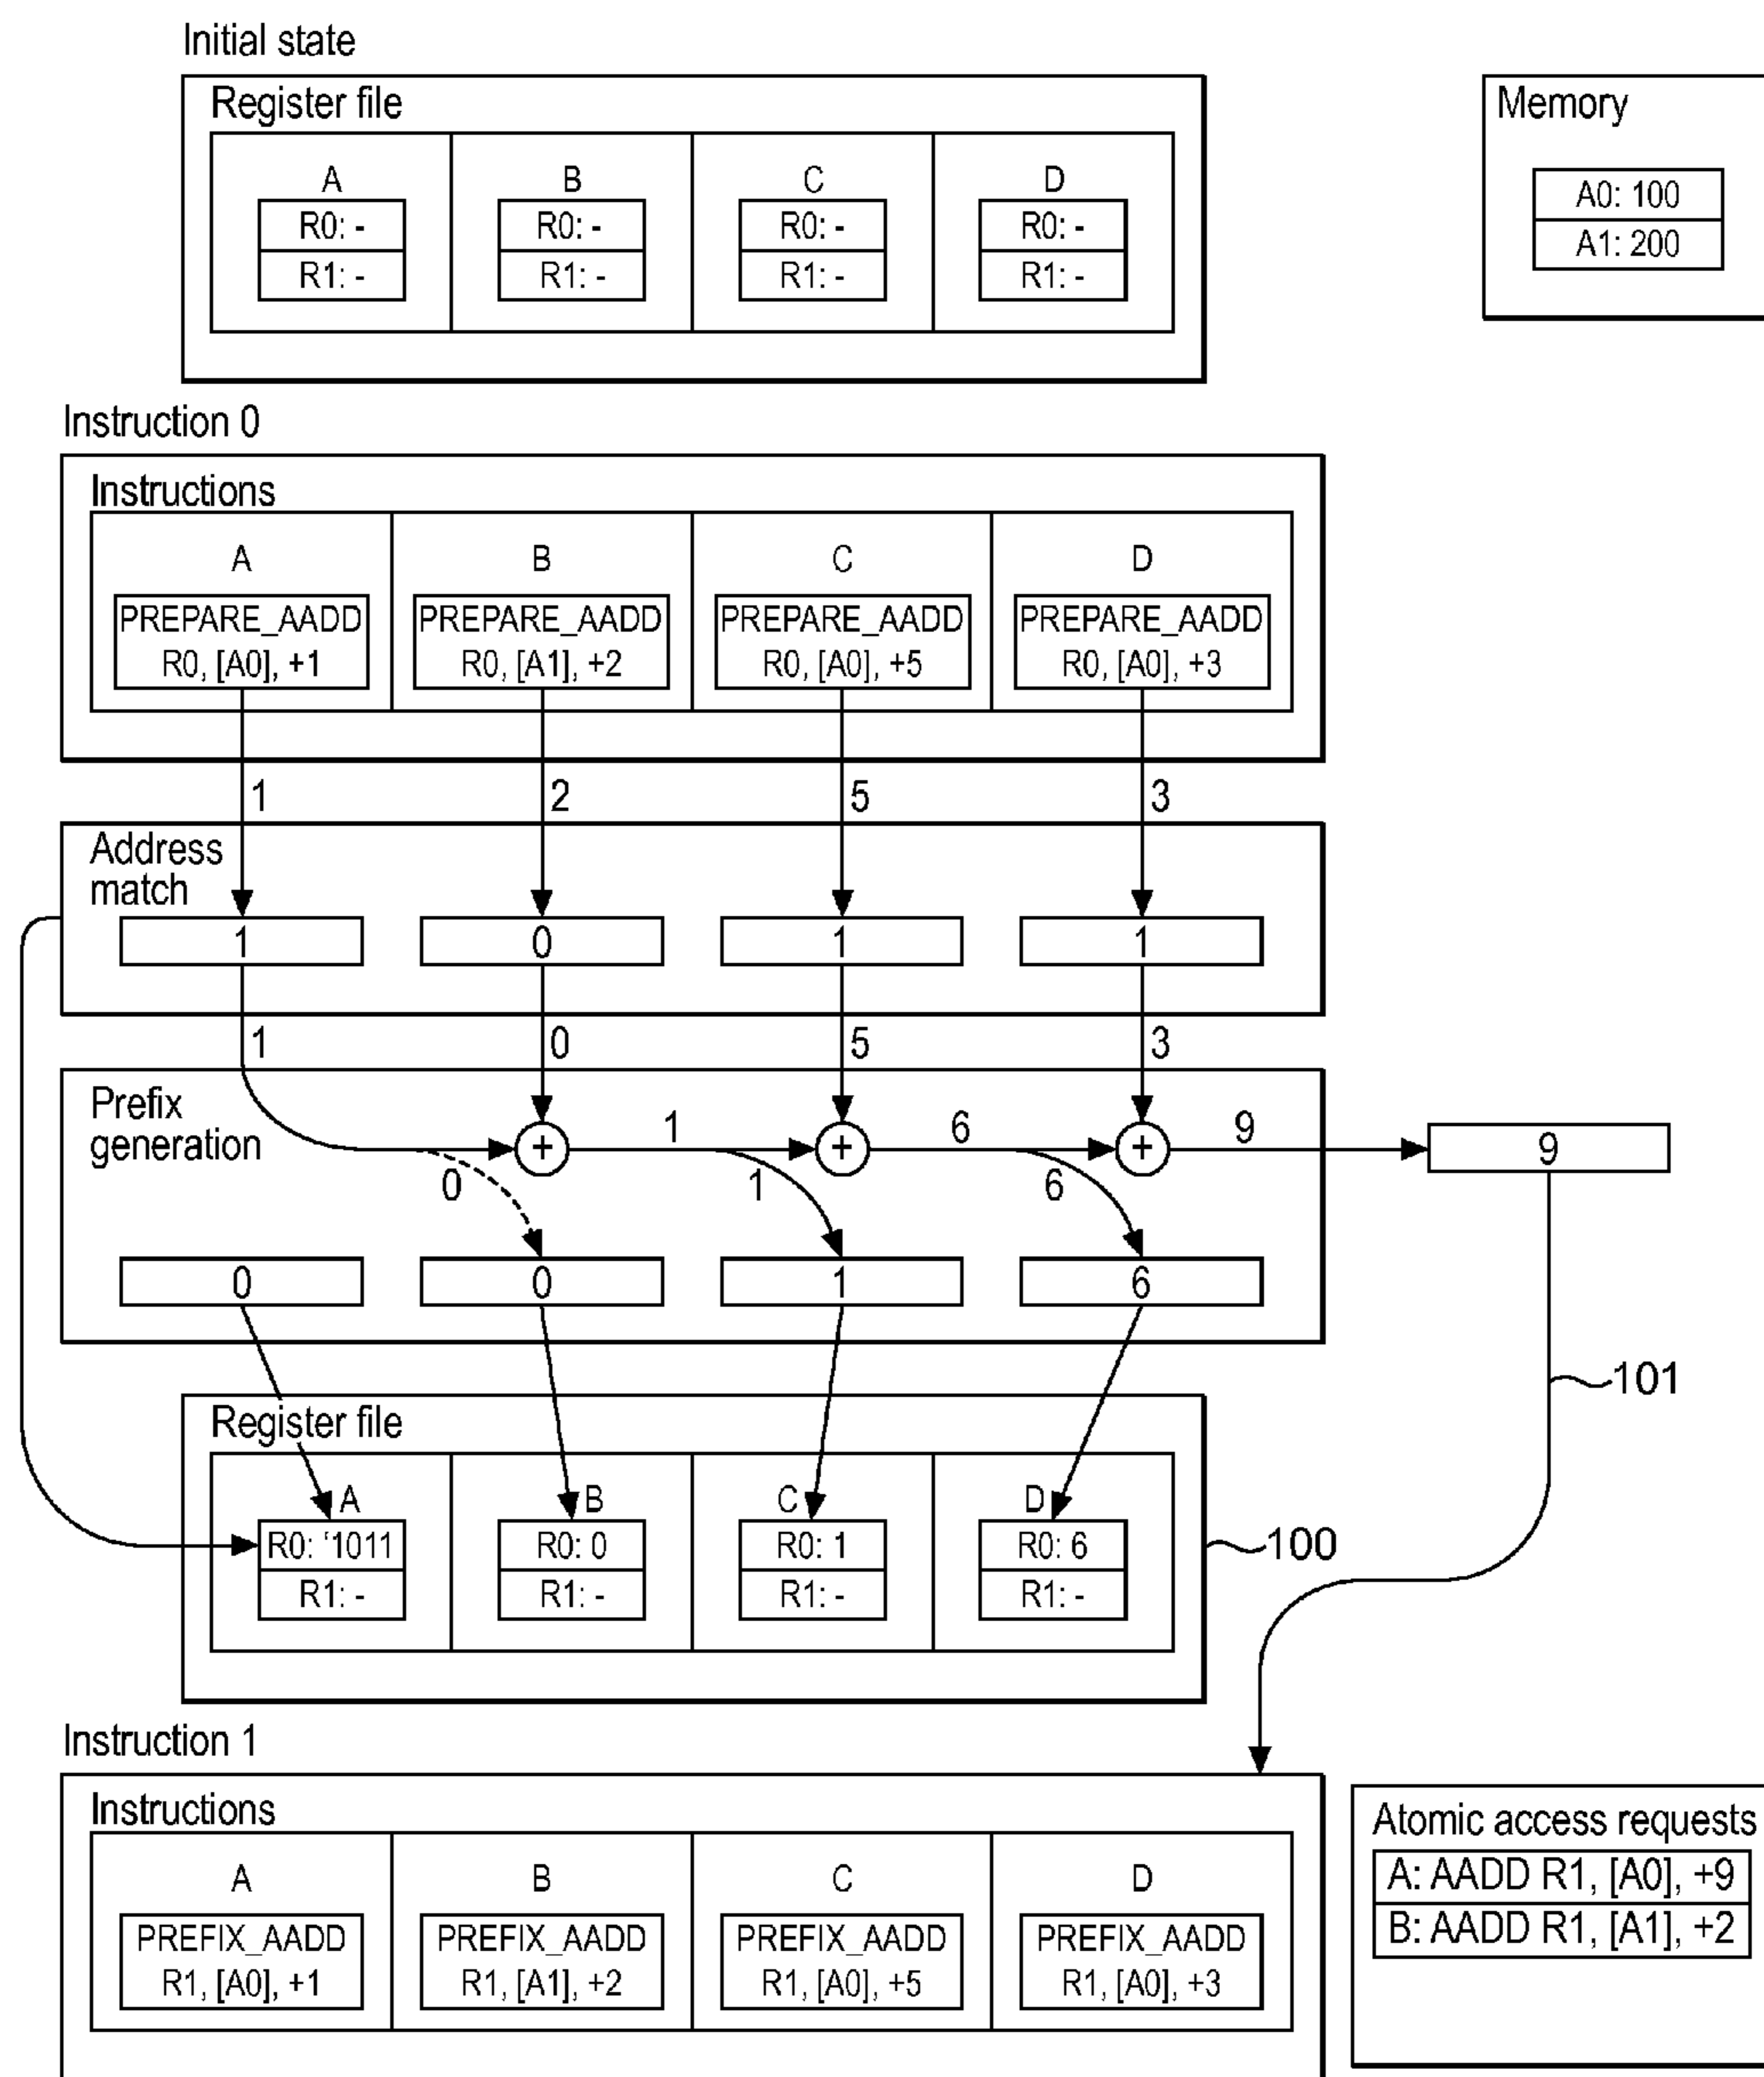 Initial state
Register file
A
B
C
D
R0: -
R0: -
R0: -
R0: -
R1: -
R1: -
R1: -
R1: -
Memory
A0: 100
A1: 200
Instruction 0
Instructions
A
B
C
D
PREPARE_AADD
R0, [A0], +1
PREPARE_AADD
R0, [A1], +2
PREPARE_AADD
R0, [A0], +5
PREPARE_AADD
R0, [A0], +3
1
2
5
3
Address
match
1
0
1
1
1
0
5
3
Prefix
generation
+
1
+
6
+
9
9
0
1
6
0
0
1
6
101
Register file
A
B
C
D
R0: ‘1011
R0: 0
R0: 1
R0: 6
R1: -
R1: -
R1: -
R1: -
100
Instruction 1
Instructions
A
B
C
D
PREFIX_AADD
R1, [A0], +1
PREFIX_AADD
R1, [A1], +2
PREFIX_AADD
R1, [A0], +5
PREFIX_AADD
R1, [A0], +3
Atomic access requests
A: AADD R1, [A0], +9
B: AADD R1, [A1], +2